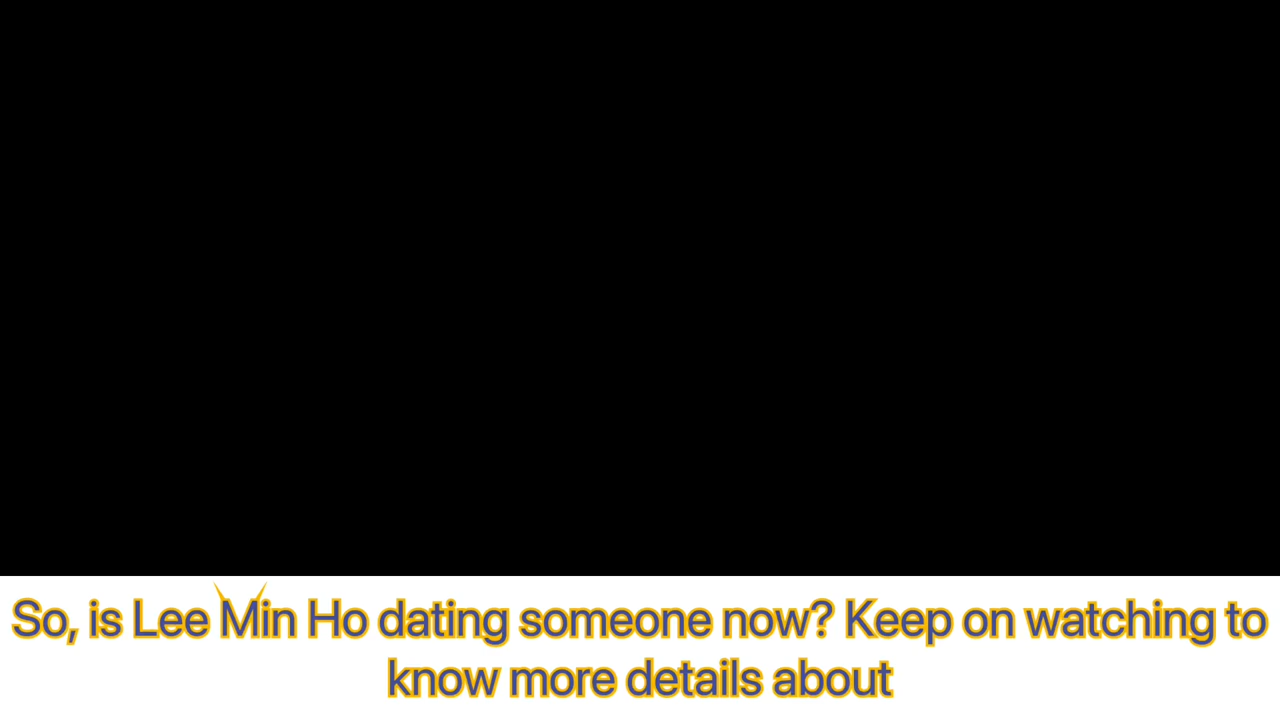 So, is Lee Min Ho dating someone now? Keep on watching to
know more details about